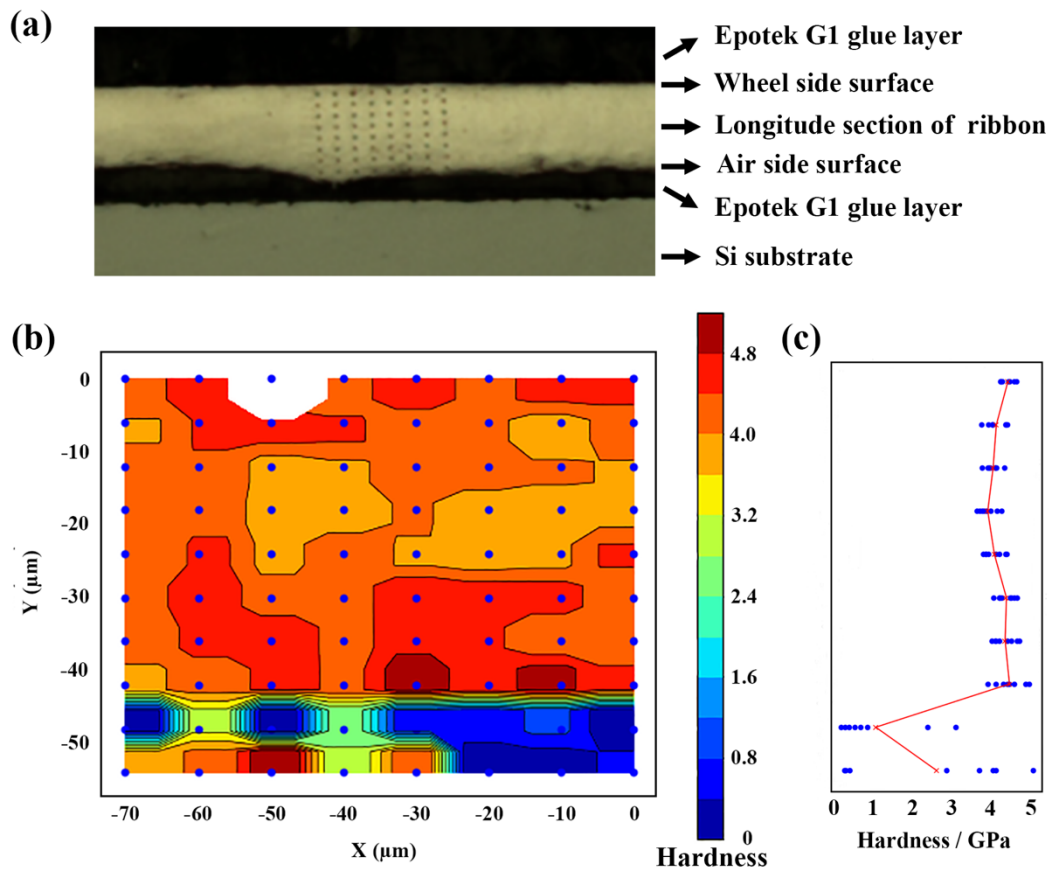 (a)
Epotek G1 glue layer
Wheel side surface
Longitude section of ribbon
Air side surface
Epotek G1 glue layer
Si substrate
(b)
0
-10
-20
-30
-40
-50
Y (μm)
-70 -60 -50 -40 -30 -20 -10 0
X (μm)
4.8
4.0
3.2
2.4
1.6
0.8
0
Hardness
(c)
0 1 2 3 4 5
Hardness / GPa